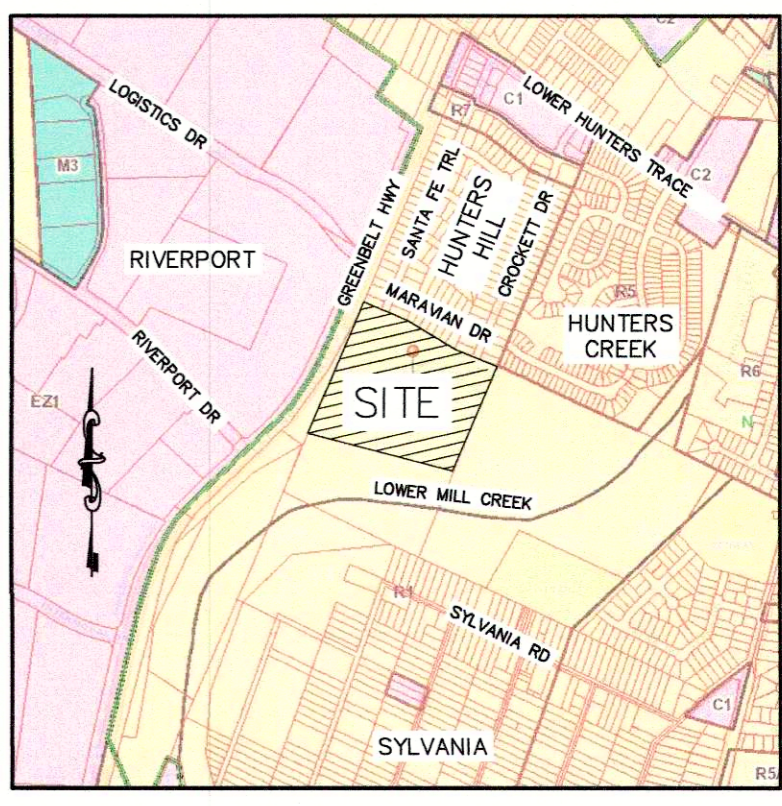 C2
LOGISTICS DR
C1
R7
LOWER HUNTERS TRACE
M3
C2
RIVERPORT
GREENBELT HWY
SANTA FE TRL
HUNTERS
HILL
CROCKETT DR
MARAVIAN DR
R5
HUNTERS
CREEK
RIVERPORT DR
EZ1
SITE
R6
N
LOWER MILL CREEK
R1
SYLVANIA RD
C1
SYLVANIA
R5